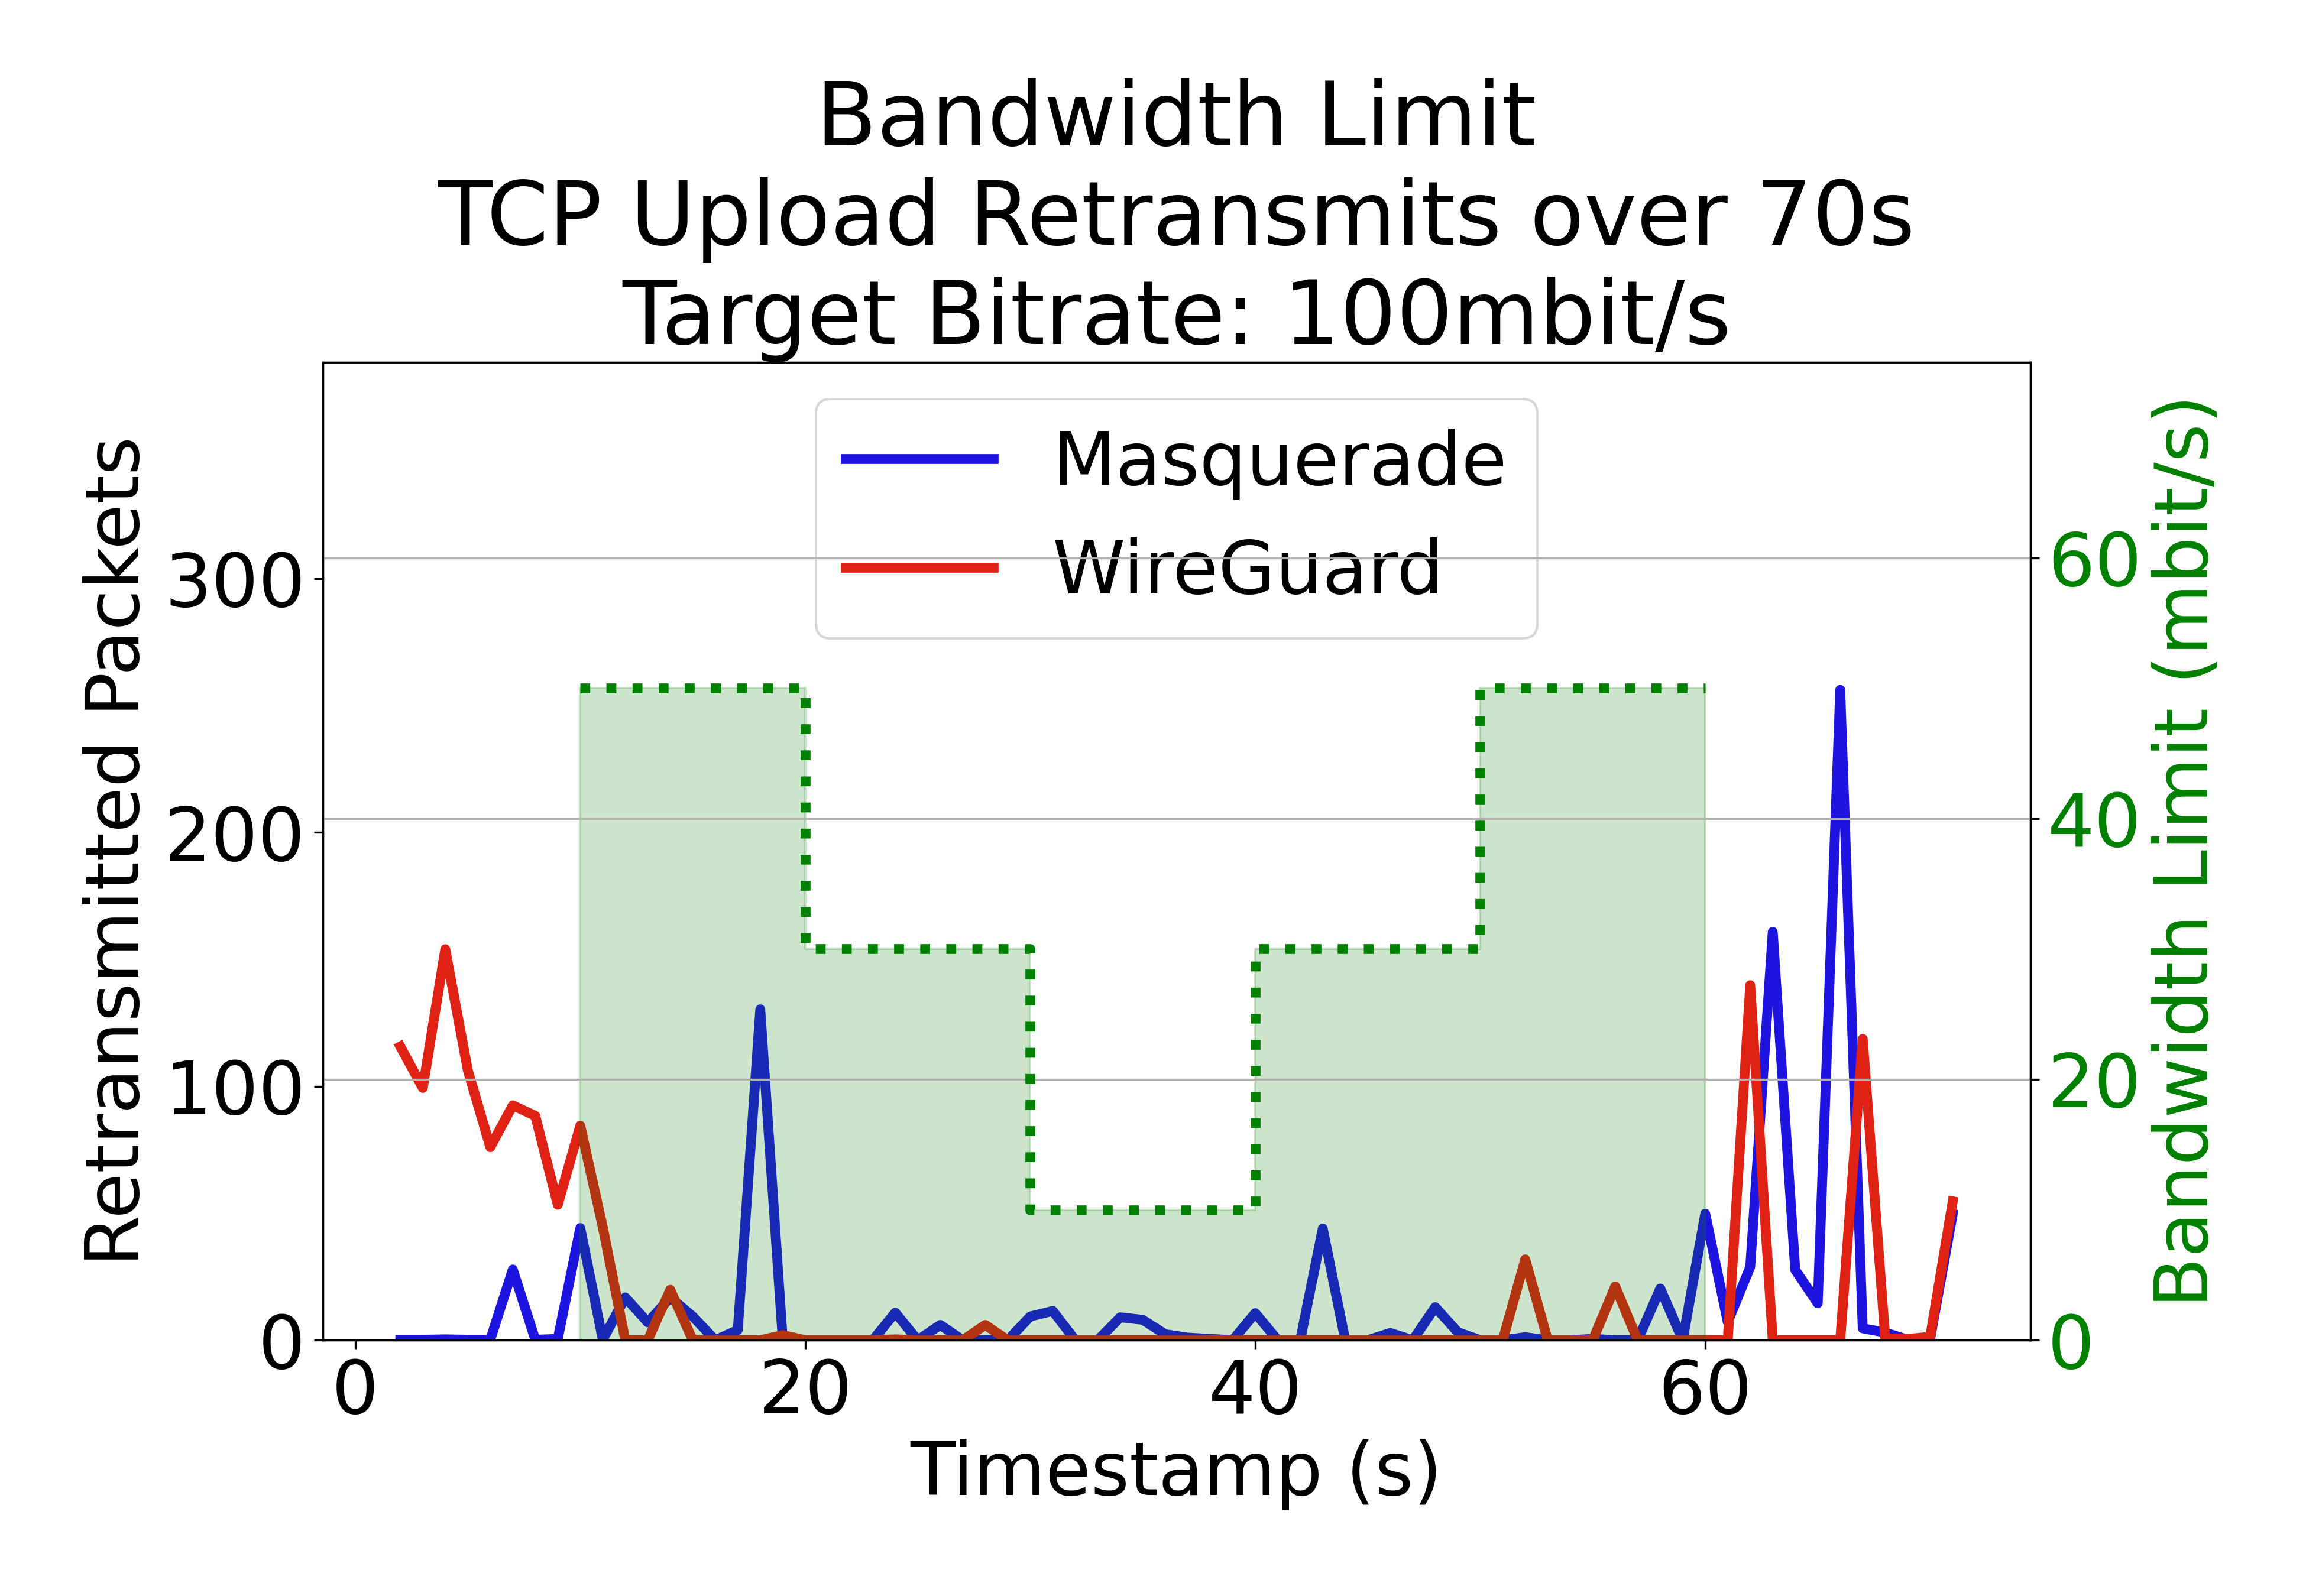 Bandwidth Limit
TCP Upload Retransmits over 70s
Target Bitrate: 100mbit/s
Masquerade
WireGuard
Retransmitted Packets
300
200
100
0
60
40
20
0
Bandwidth Limit (mbit/s)
0 20 40 60
Timestamp (s)